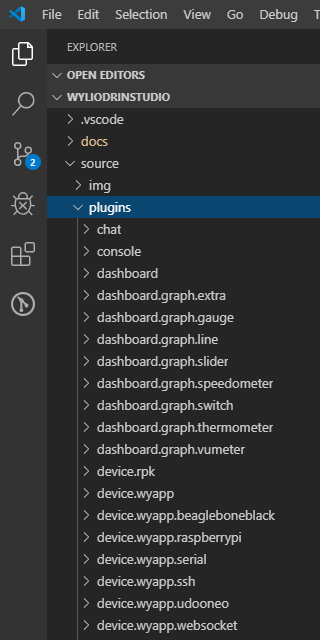 File Edit Selection View Go Debug T
EXPLORER
OPEN EDITORS
WYLIODRINSTUDIO
.vscode
docs
source
2
img
plugins
chat
console
dashboard
dashboard.graph.extra
dashboard.graph.gauge
dashboard.graph.line
dashboard.graph.slider
dashboard.graph.speedometer
dashboard.graph.switch
dashboard.graph.thermometer
dashboard.graph.vumeter
device.rpk
device.wyapp
device.wyapp.beagleboneblack
device.wyapp.raspberrypi
device.wyapp.serial
device.wyapp.ssh
device.wyapp.udooneo
device.wyapp.websocket